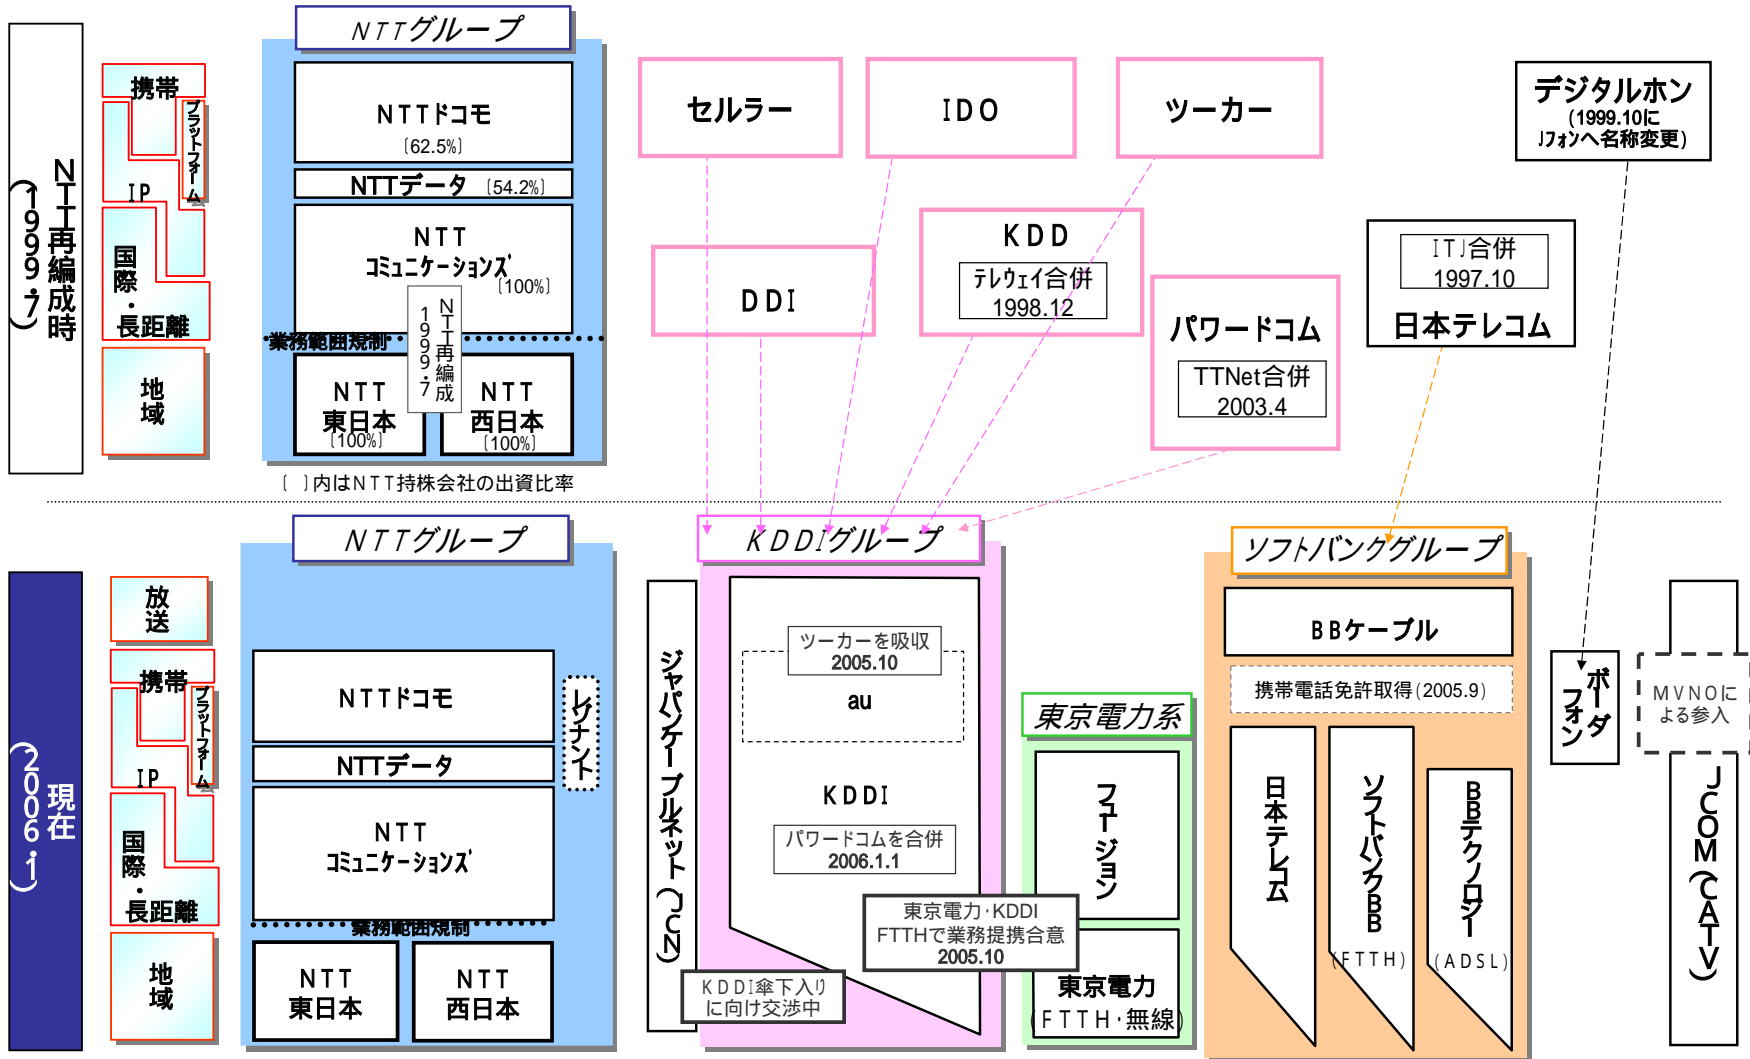 NTT再編成時
(1999.7)
携帯
プラットフォーム
IP
国際・
長距離
地域
NTTグループ
NTTドコモ
(62.5%)
NTTデータ (54.2%)
NTT
コミュニケーションズ
(100%)
NTT再編成
1999.7
業務範囲規制
NTT
東日本
(100%)
NTT
西日本
(100%)
( )内はNTT持株会社の出資比率
セルラー
IDO
ツーカー
デジタルホン
(1999.10に
Jフォンへ名称変更)
DDI
KDD
テレウェイ合併
1998.12
パワードコム
TTNet合併
2003.4
ITJ合併
1997.10
日本テレコム
現在
(2006.1)
放送
携帯
プラットフォーム
IP
国際・
長距離
地域
NTTグループ
NTTドコモ
レゾナント
NTTデータ
NTT
コミュニケーションズ
業務範囲規制
NTT
東日本
NTT
西日本
ジャパンケーブルネット(JCN)
KDDIグループ
ツーカーを吸収
2005.10
au
KDDI
パワードコムを合併
2006.1.1
KDDI傘下入り
に向け交渉中
東京電力・KDDI
FTTHで業務提携合意
2005.10
東京電力系
フュージョン
東京電力
(FTTH・無線)
ソフトバンクグループ
BBケーブル
携帯電話免許取得(2005.9)
日本テレコム
ソフトバンクBB
(FTTH)
BBテクノロジー
(ADSL)
ボーダ
フォン
MVNOに
よる参入
JCOM(CATV)